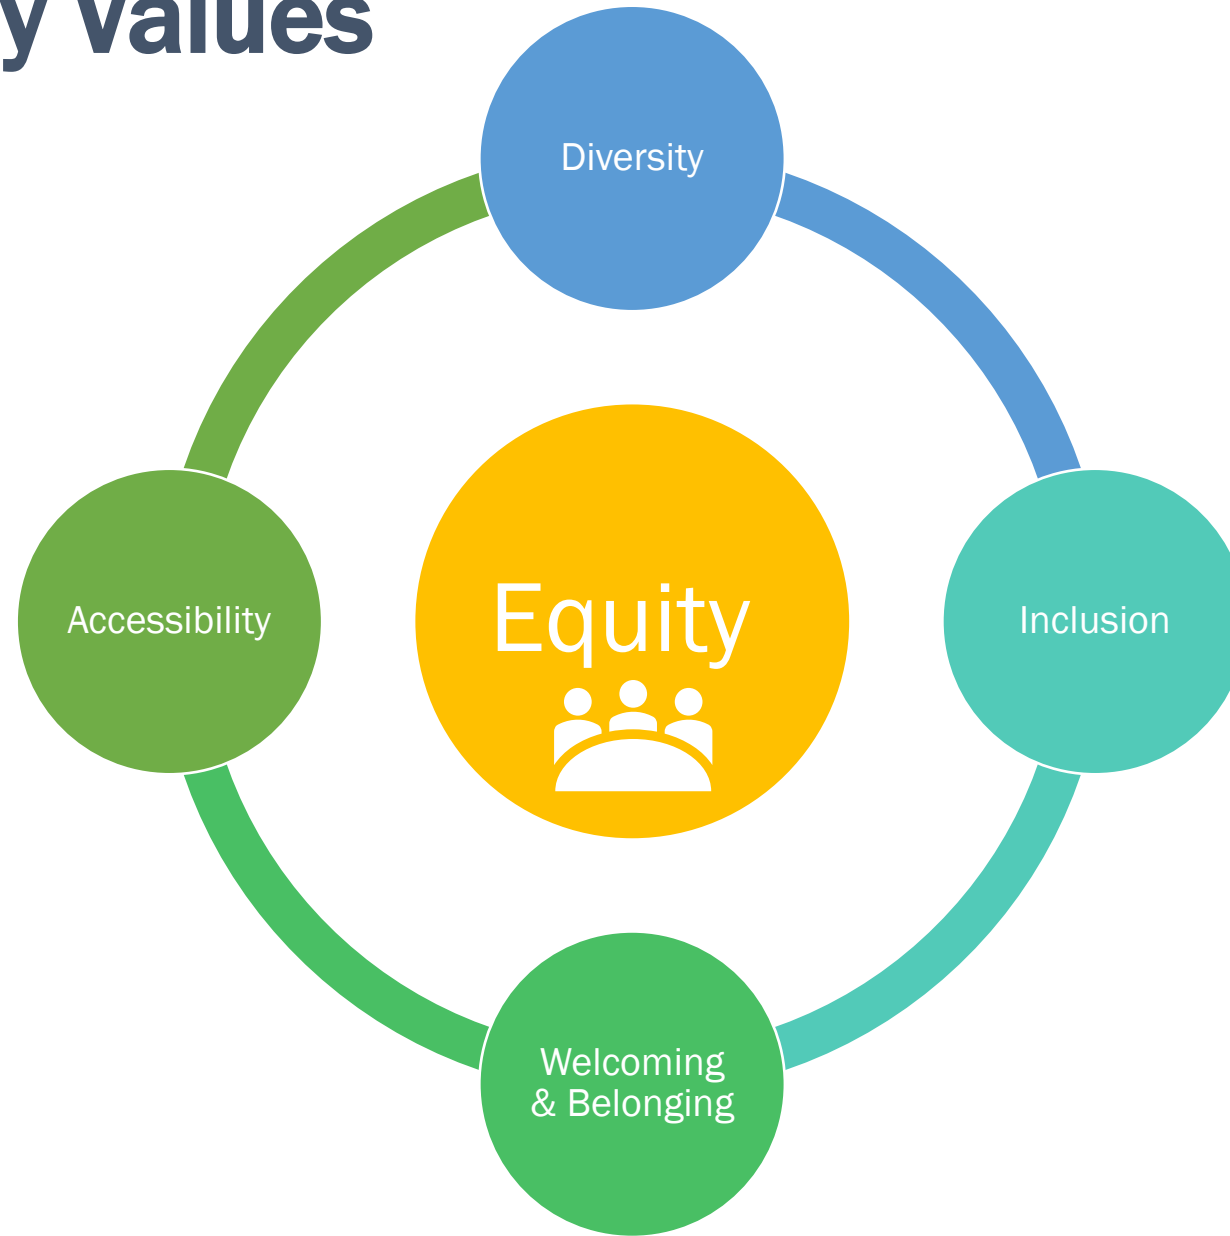 y Values
Diversity
Accessibility
Equity
Inclusion
Welcoming
& Belonging